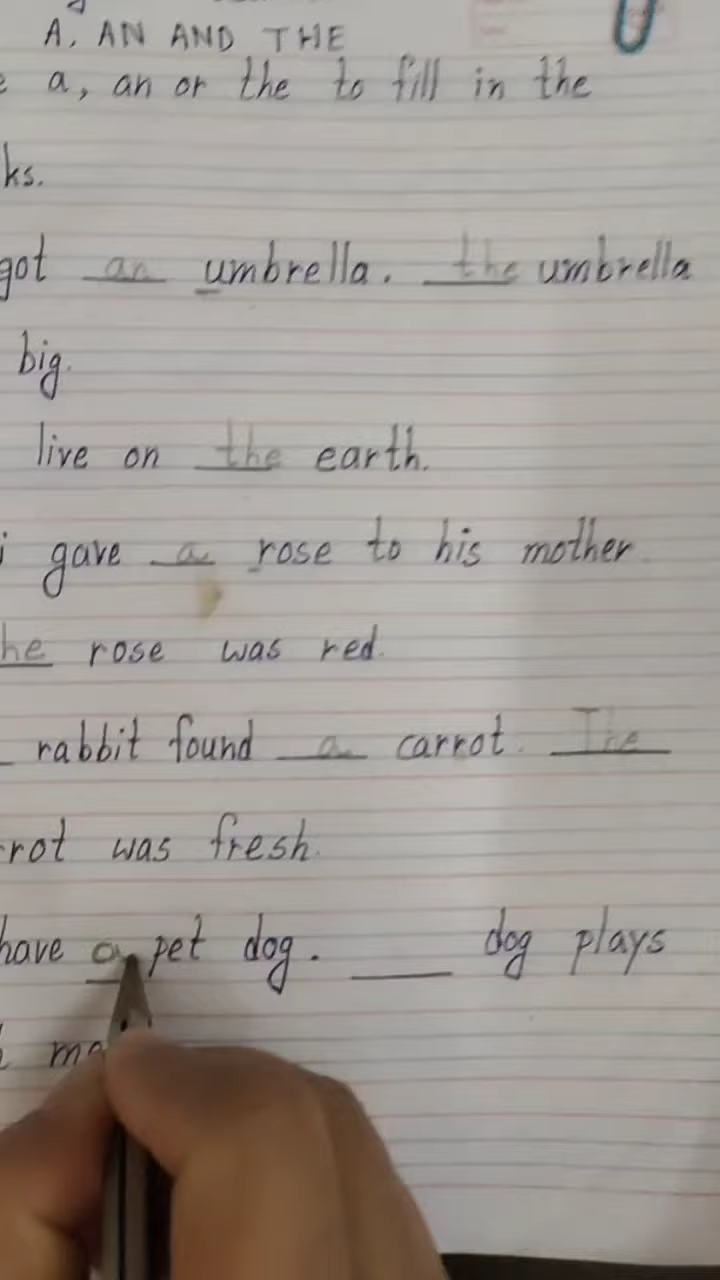 A. AN AND THE
a, an or the to fill in the
ks.
got an umbrella. the umbrella
big.
live on the earth.
i gave a rose to his mother.
he rose was red.
rabbit found a carrot. The
rot was fresh.
have a pet dog. ____ dog plays